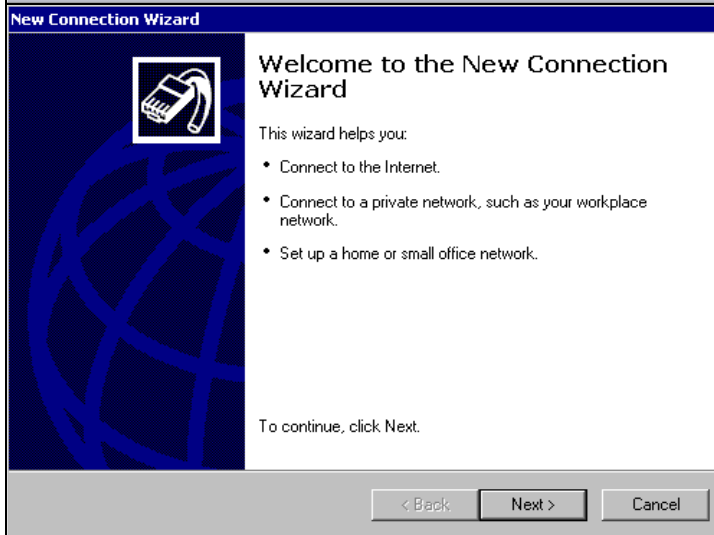 New Connection Wizard
Welcome to the New Connection
Wizard
This wizard helps you:
• Connect to the Internet.
• Connect to a private network, such as your workplace
network.
• Set up a home or small office network.
To continue, click Next.
< Back Next > Cancel